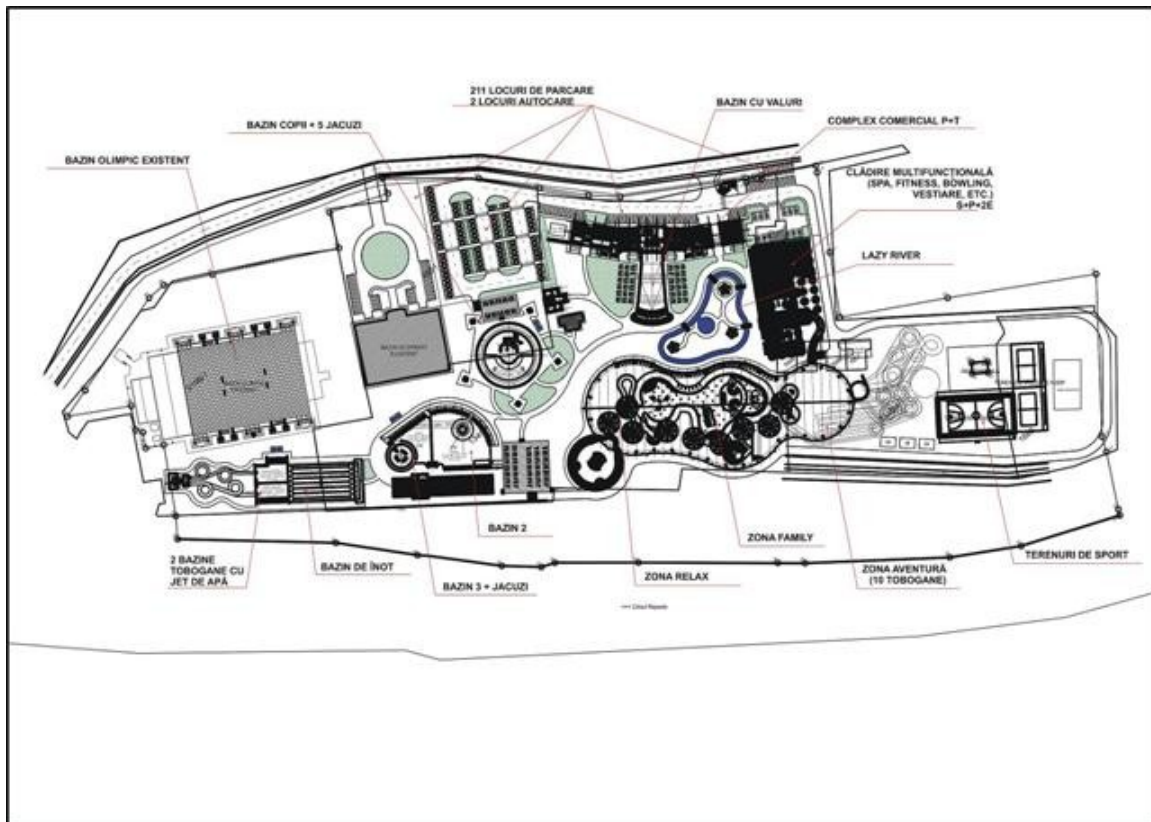 211 LOCURI DE PARCARE
2 LOCURI AUTOCARE
BAZIN CU VALURI
BAZIN COPII + 5 JACUZI
COMPLEX COMERCIAL P+T
BAZIN OLIMPIC EXISTENT
CLĂDIRE MULTIFUNCȚIONALĂ
(SPA, FITNESS, BOWLING,
VESTIARE, ETC.)
S+P+2E
LAZY RIVER
BAZIN 2
ZONA FAMILY
2 BAZINE
TOBOGANE CU
JET DE APĂ
BAZIN DE ÎNOT
BAZIN 3 + JACUZI
ZONA RELAX
ZONA AVENTURĂ
(10 TOBOGANE)
TERENURI DE SPORT